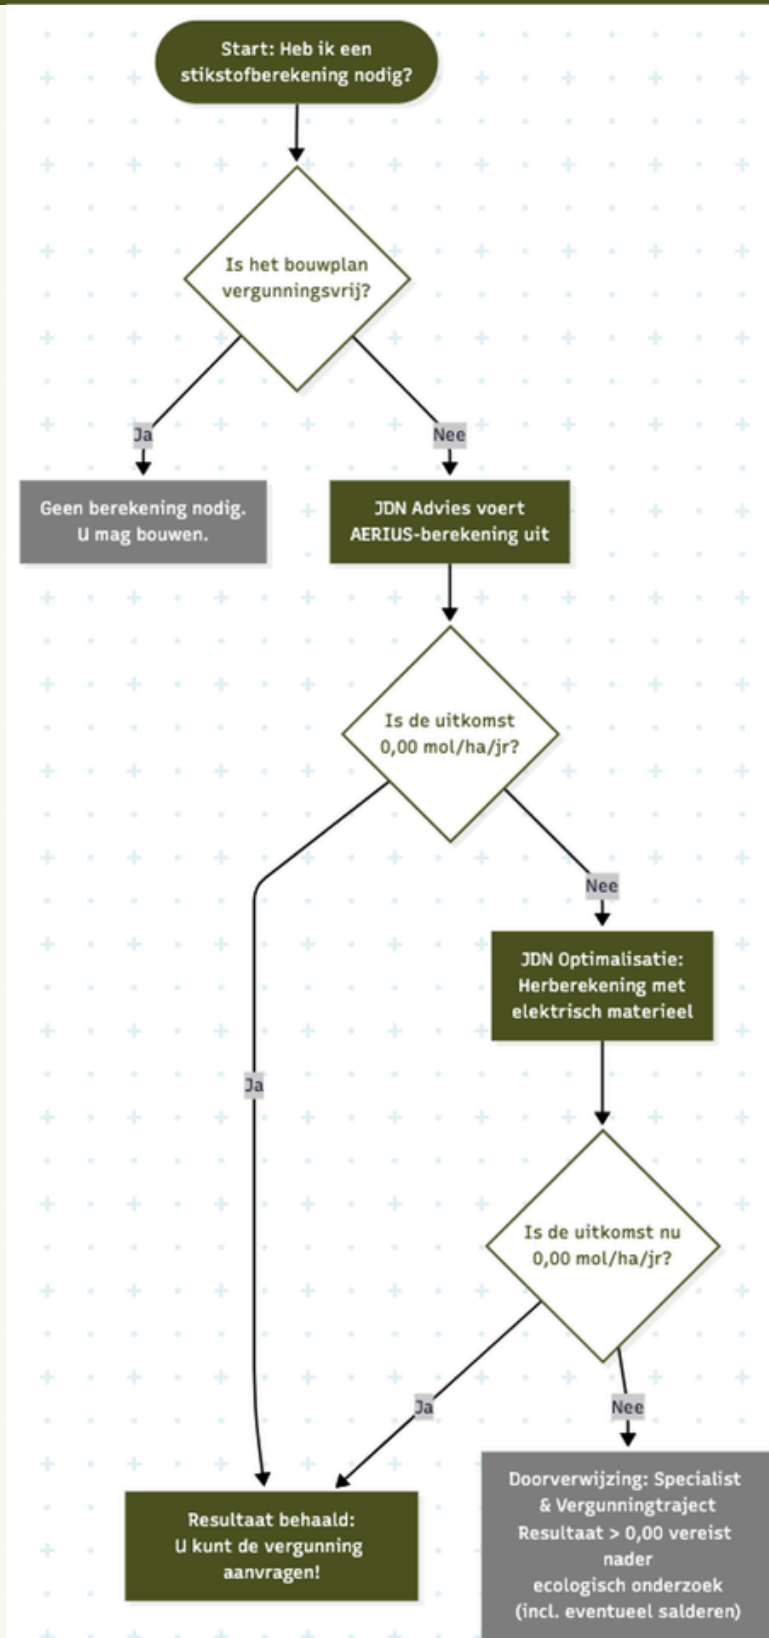 Start: Heb ik een
stikstofberekening nodig?
Is het bouwplan
vergunningsvrij?
Ja
Nee
Geen berekening nodig.
U mag bouwen.
JDN Advies voert
AERIUS-berekening uit
Is de uitkomst
0,00 mol/ha/jr?
Nee
JDN Optimalisatie:
Herberekening met
elektrisch materieel
Ja
Is de uitkomst nu
0,00 mol/ha/jr?
Ja
Nee
Resultaat behaald:
U kunt de vergunning
aanvragen!
Doorverwijzing: Specialist
& Vergunningtraject
Resultaat > 0,00 vereist
nader
ecologisch onderzoek
(incl. eventueel salderen)